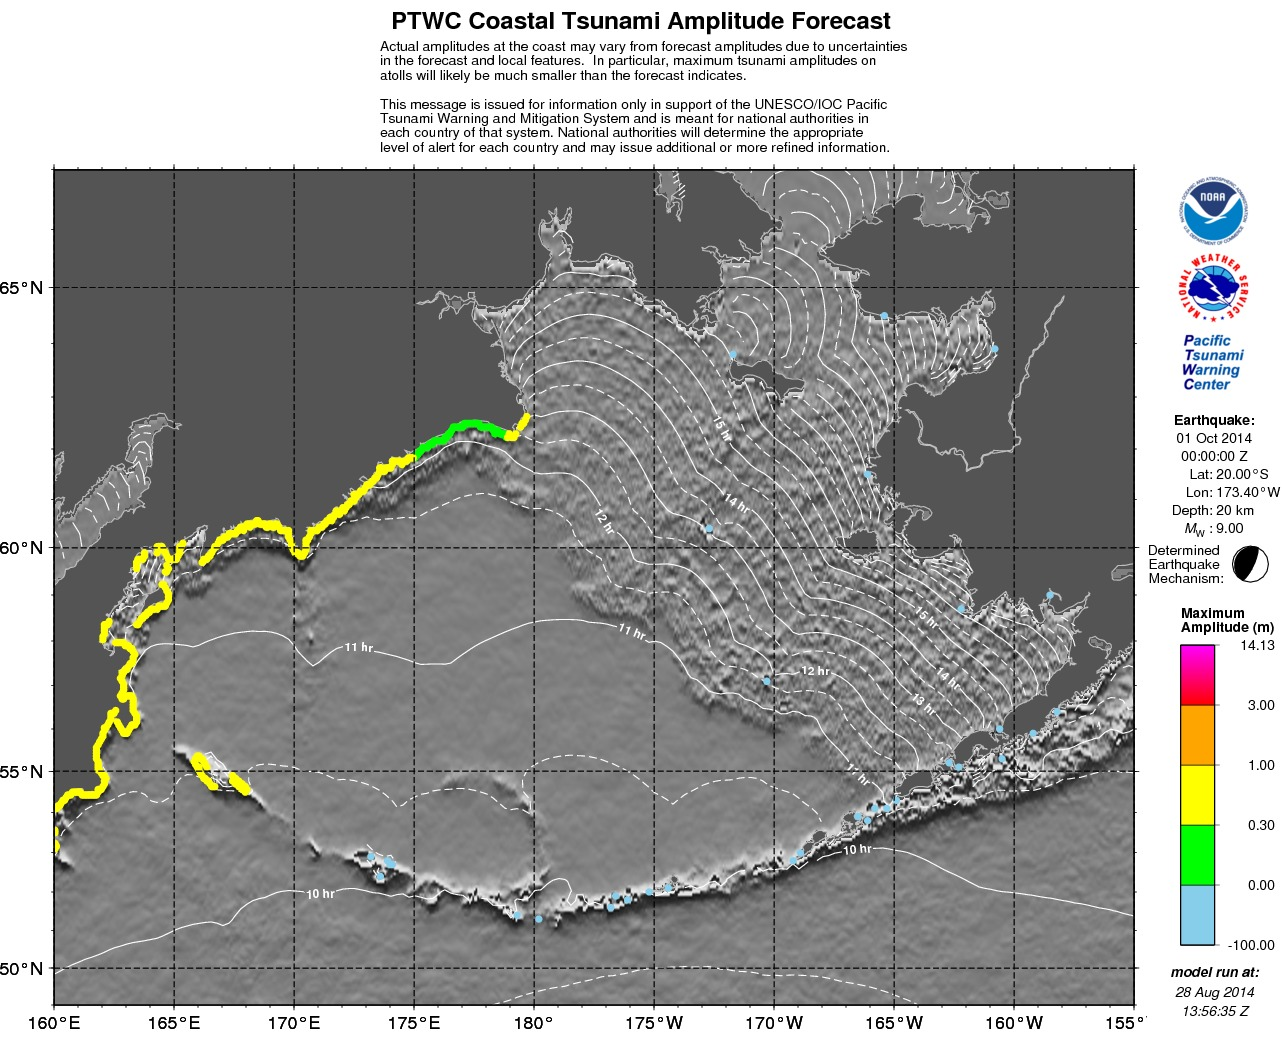 PTWC Coastal Tsunami Amplitude Forecast
Actual amplitudes at the coast may vary from forecast amplitudes due to uncertainties
in the forecast and local features.  In particular, maximum tsunami amplitudes on
atolls will likely be much smaller than the forecast indicates.
This message is issued for information only in support of the UNESCO/IOC Pacific
Tsunami Warning and Mitigation System and is meant for national authorities in
each country of that system. National authorities will determine the appropriate
level of alert for each country and may issue additional or more refined information.
65°N
60°N
55°N
50°N
160°E
165°E
170°E
175°E
180°
175°W
170°W
165°W
160°W
155°
15 hr
14 hr
12 hr
11 hr
11 hr
12 hr
15 hr
14 hr
13 hr
11 hr
10 hr
10 hr
NATIONAL OCEANIC AND ATMOSPHERIC ADMINISTRATION
NOAA
U.S. DEPARTMENT OF COMMERCE
NATIONAL WEATHER SERVICE
Pacific
Tsunami
Warning
Center
Earthquake:
01 Oct 2014
00:00:00 Z
Lat: 20.00°S
Lon: 173.40°W
Depth: 20 km
MW : 9.00
Determined
Earthquake
Mechanism:
Maximum
Amplitude (m)
14.13
3.00
1.00
0.30
0.00
-100.00
model run at:
28 Aug 2014
13:56:35 Z